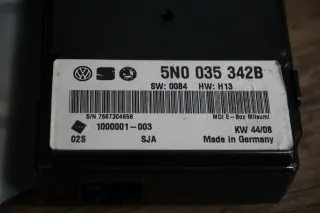 5N0 035 342B
SW: 0084 HW: H13
S/N 7667304658
MDI E-Box Mitsumi
1000001-003
KW 44/08
02S
SJA
Made in Germany